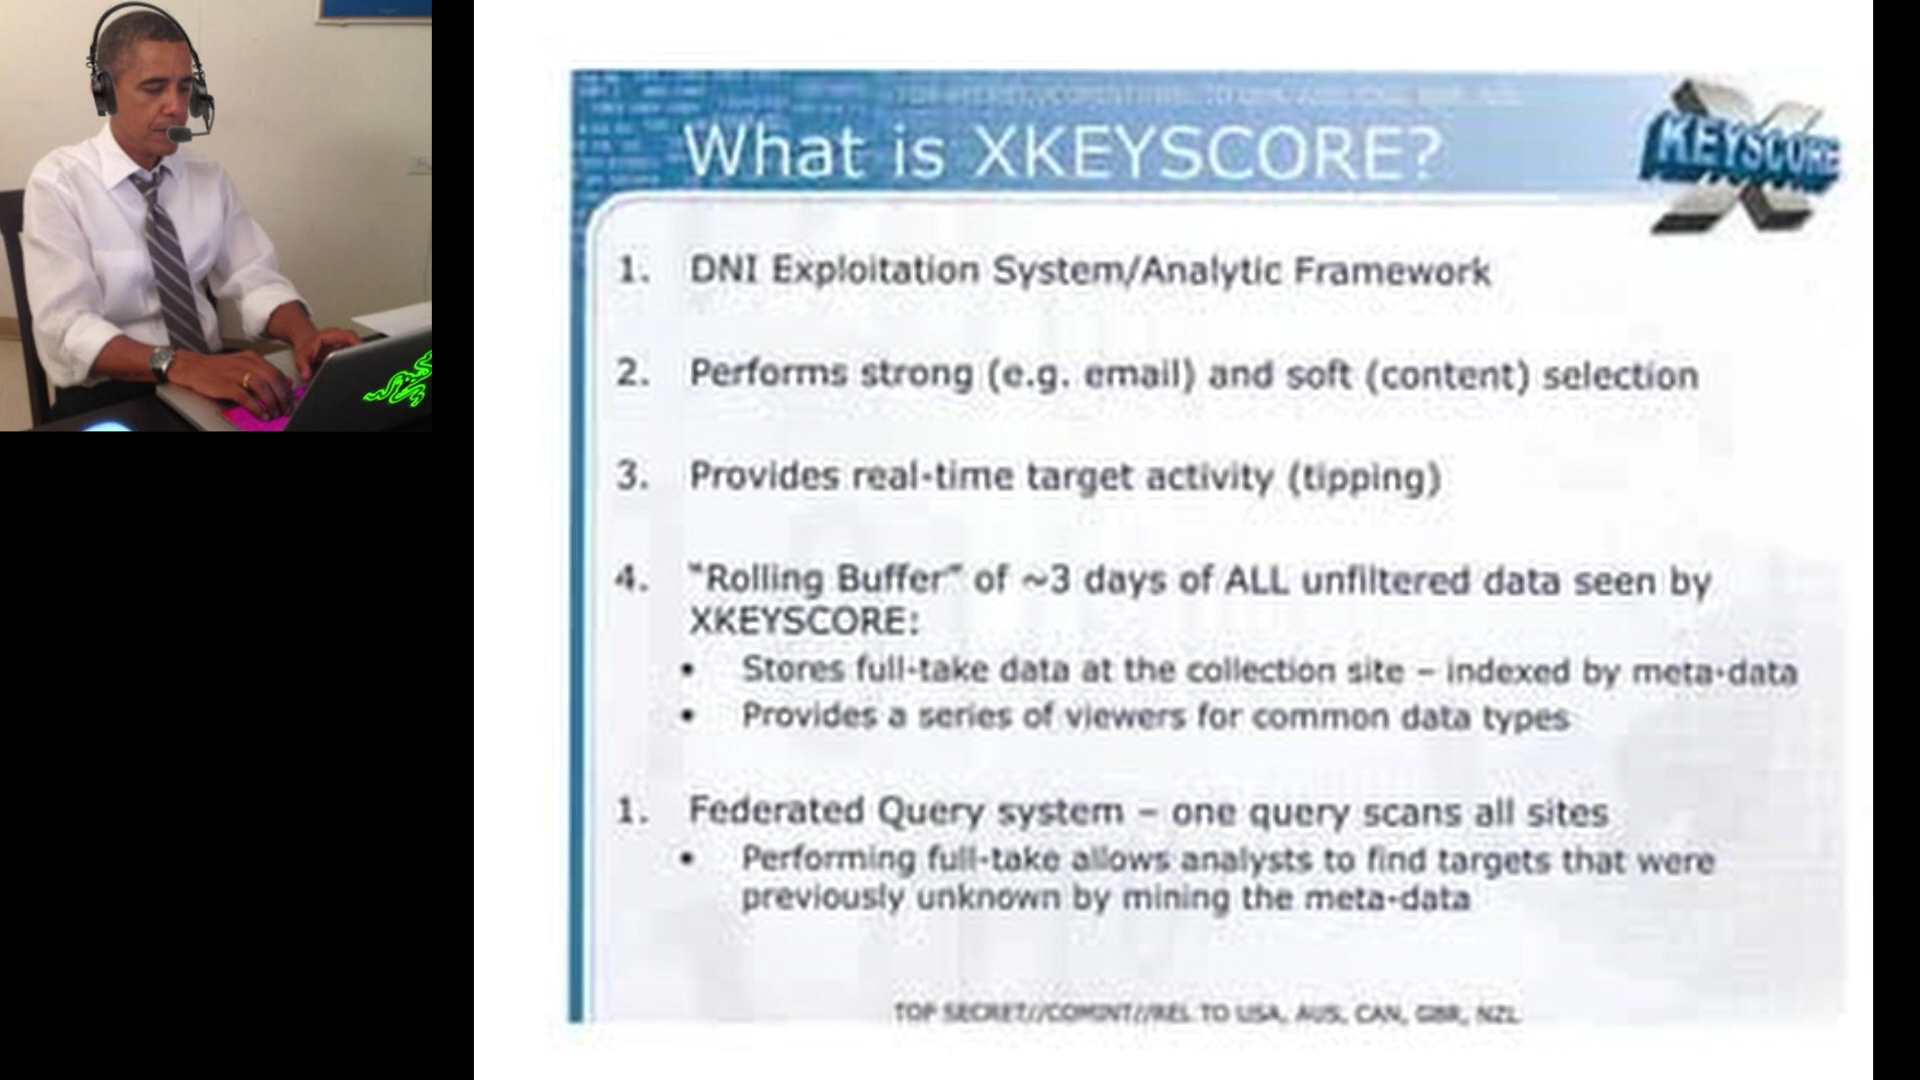 What is XKEYSCORE?
KEYSCORE
1. DNI Exploitation System/Analytic Framework
2. Performs strong (e.g. email) and soft (content) selection
3. Provides real-time target activity (tipping)
4. "Rolling Buffer" of ~3 days of ALL unfiltered data seen by
XKEYSCORE:
• Stores full-take data at the collection site – indexed by meta-data
• Provides a series of viewers for common data types
1. Federated Query system – one query scans all sites
• Performing full-take allows analysts to find targets that were
previously unknown by mining the meta-data
TOP SECRET//COMINT//REL TO USA, AUS, CAN, GBR, NZL